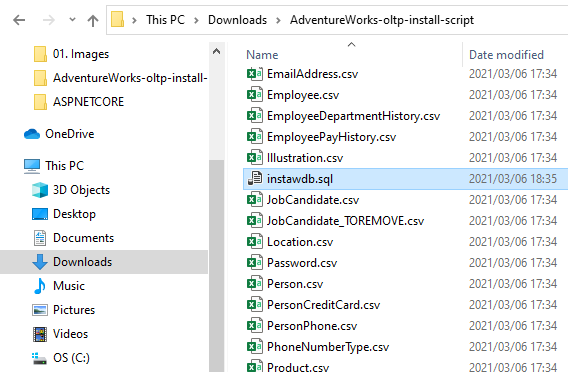 This PC > Downloads > AdventureWorks-oltp-install-script
01. Images
AdventureWorks-oltp-install-
ASPNETCORE
OneDrive
This PC
3D Objects
Desktop
Documents
Downloads
Music
Pictures
Videos
OS (C:)
Name Date modified
EmailAddress.csv 2021/03/06 17:34
Employee.csv 2021/03/06 17:34
EmployeeDepartmentHistory.csv 2021/03/06 17:34
EmployeePayHistory.csv 2021/03/06 17:34
Illustration.csv 2021/03/06 17:34
instawdb.sql 2021/03/06 18:35
JobCandidate.csv 2021/03/06 17:34
JobCandidate_TOREMOVE.csv 2021/03/06 17:34
Location.csv 2021/03/06 17:34
Password.csv 2021/03/06 17:34
Person.csv 2021/03/06 17:34
PersonCreditCard.csv 2021/03/06 17:34
PersonPhone.csv 2021/03/06 17:34
PhoneNumberType.csv 2021/03/06 17:34
Product.csv 2021/03/06 17:34